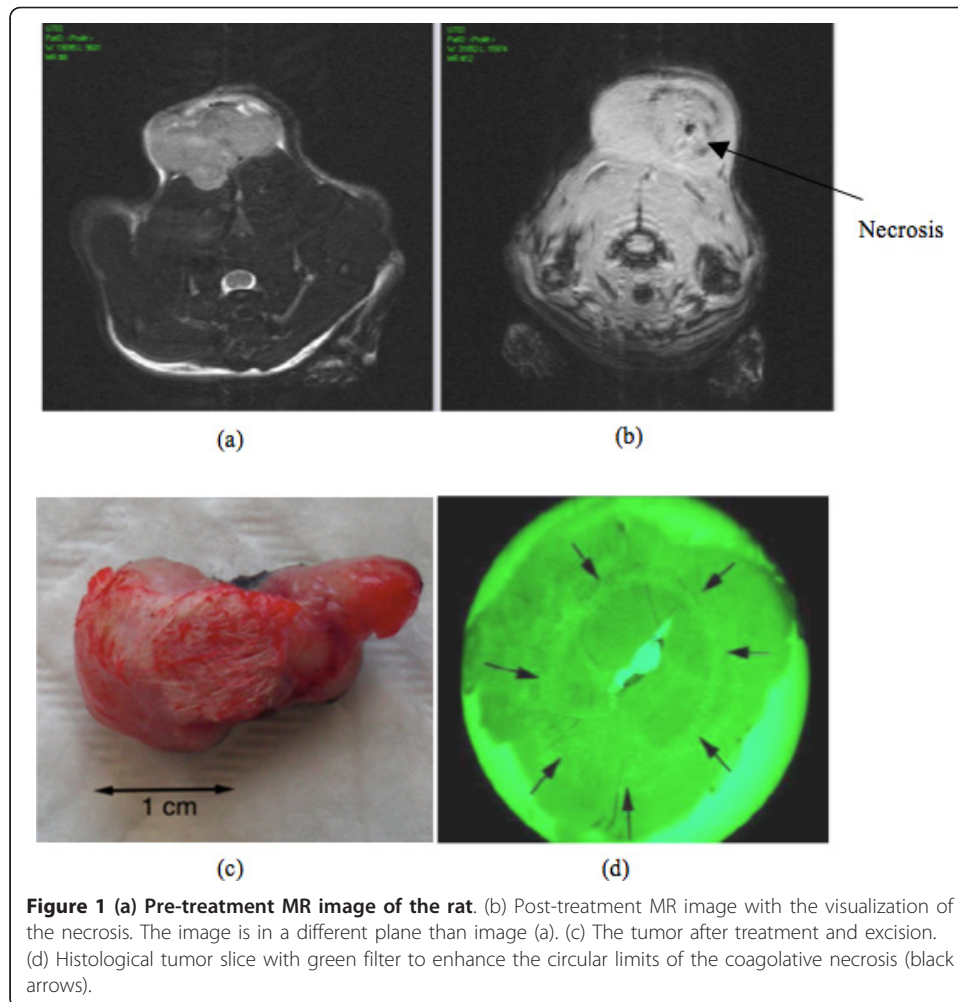 (a)
(b)
Necrosis
1 cm
(c)
(d)
Figure 1 (a) Pre-treatment MR image of the rat. (b) Post-treatment MR image with the visualization of
the necrosis. The image is in a different plane than image (a). (c) The tumor after treatment and excision.
(d) Histological tumor slice with green filter to enhance the circular limits of the coagolative necrosis (black
arrows).